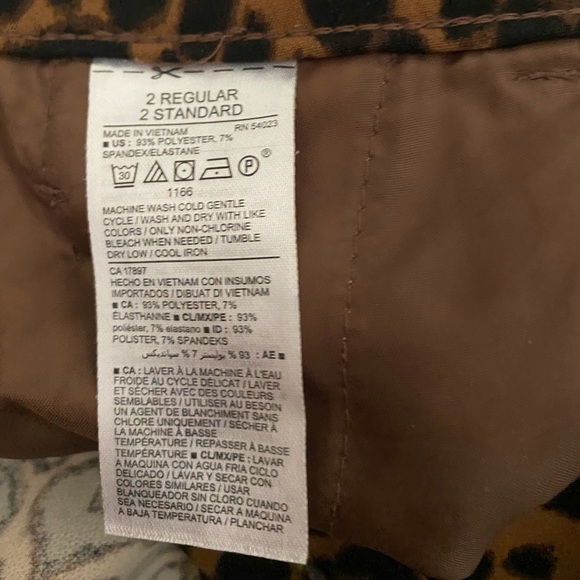 2 REGULAR
2 STANDARD
MADE IN VIETNAM RN 54023
■ US : 93% POLYESTER, 7%
SPANDEX/ELASTANE
30 P ®
1166
MACHINE WASH COLD GENTLE
CYCLE / WASH AND DRY WITH LIKE
COLORS / ONLY NON-CHLORINE
BLEACH WHEN NEEDED / TUMBLE
DRY LOW / COOL IRON
CA 17897
HECHO EN VIETNAM CON INSUMOS
IMPORTADOS / DIBUAT DI VIETNAM
■ CA : 93% POLYESTER, 7%
ÉLASTHANNE ■ CL/MX/PE : 93%
poliéster, 7% elastano ■ ID : 93%
POLISTER, 7% SPANDEKS
■ AE : 93 % بوليستر 7 % سباندیکس
■ CA : LAVER À LA MACHINE À L'EAU
FROIDE AU CYCLE DÉLICAT / LAVER
ET SÉCHER AVEC DES COULEURS
SEMBLABLES / UTILISER AU BESOIN
UN AGENT DE BLANCHIMENT SANS
CHLORE UNIQUEMENT / SÉCHER À
LA MACHINE À BASSE
TEMPÉRATURE / REPASSER À BASSE
TEMPÉRATURE ■ CL/MX/PE : LAVAR
A MAQUINA CON AGUA FRIA CICLO
DELICADO / LAVAR Y SECAR CON
COLORES SIMILARES / USAR
BLANQUEADOR SIN CLORO CUANDO
SEA NECESARIO / SECAR A MAQUINA
A BAJA TEMPERATURA / PLANCHAR